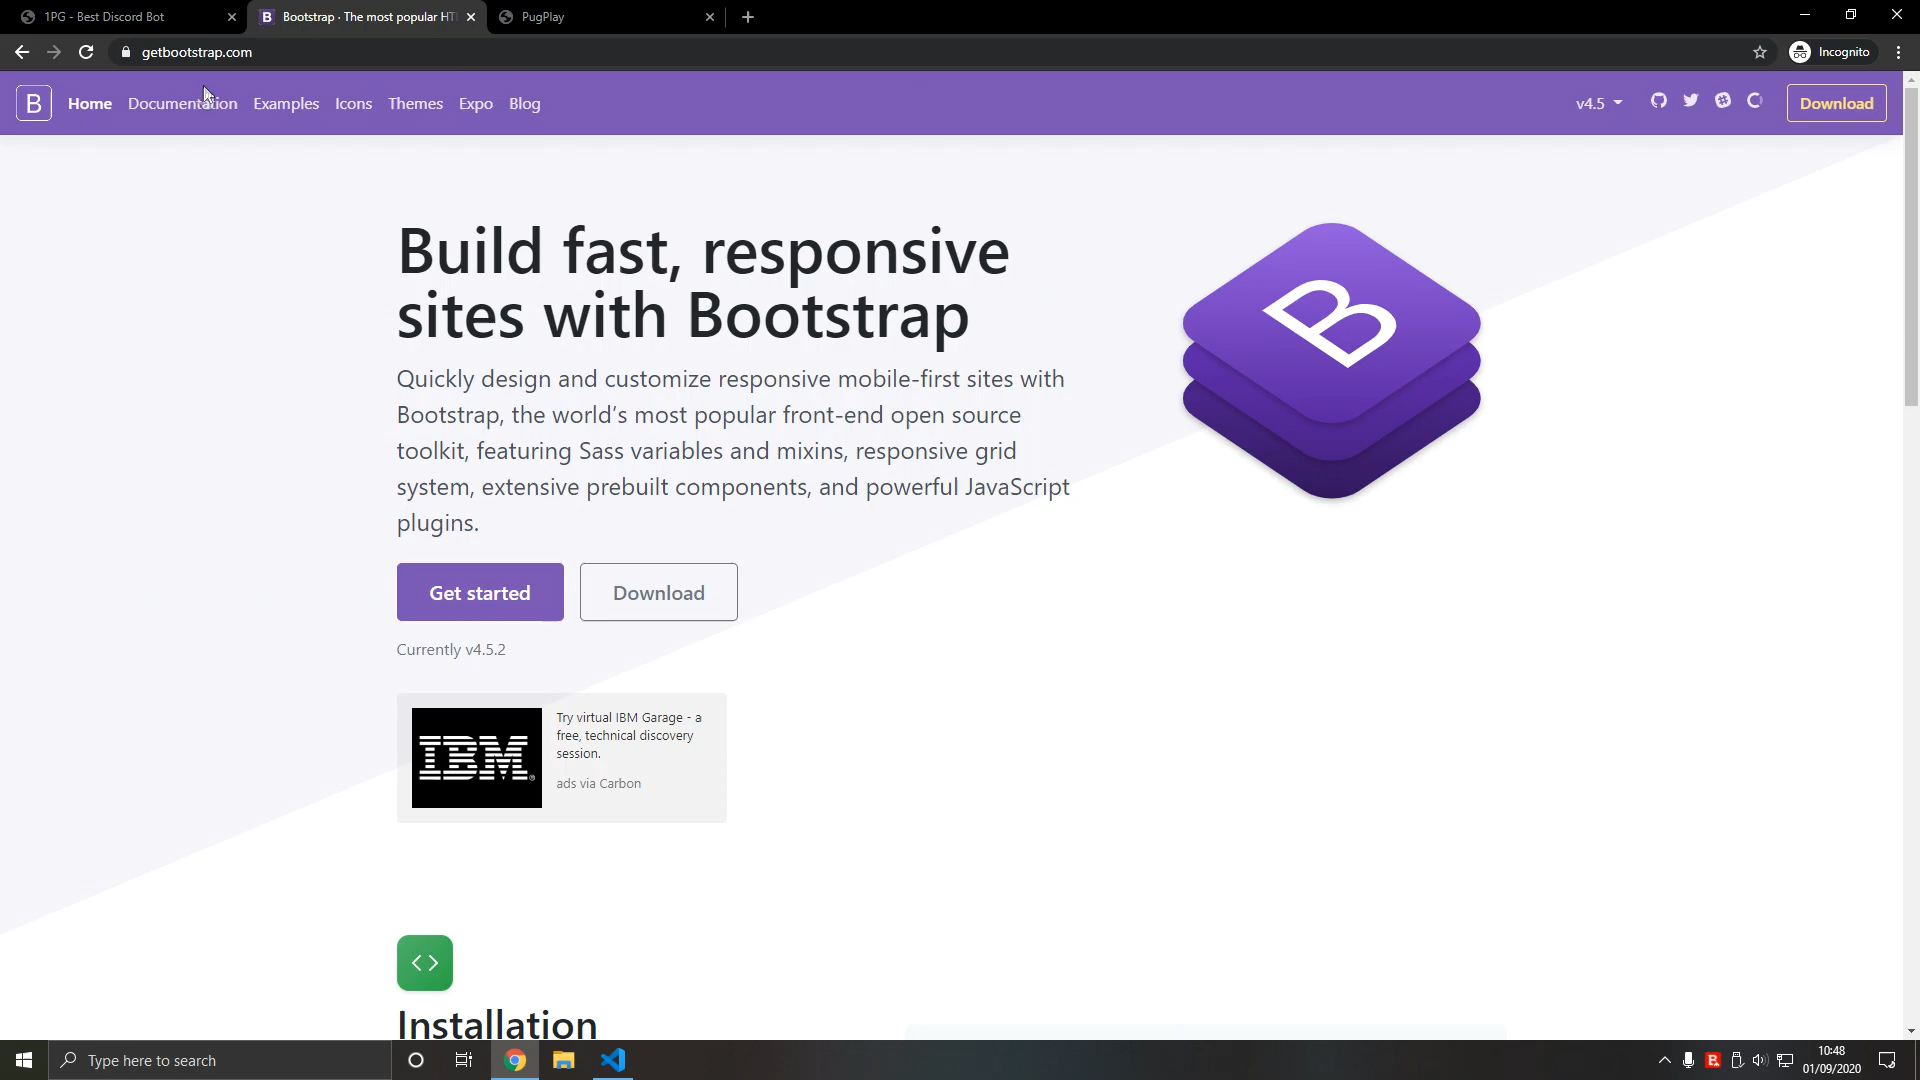 1PG - Best Discord Bot
B
Bootstrap · The most popular HT
PugPlay
getbootstrap.com
Incognito
B
Home
Documentation
Examples
Icons
Themes
Expo
Blog
v4.5
Download
Build fast, responsive
sites with Bootstrap
B
Quickly design and customize responsive mobile-first sites with
Bootstrap, the world’s most popular front-end open source
toolkit, featuring Sass variables and mixins, responsive grid
system, extensive prebuilt components, and powerful JavaScript
plugins.
Get started
Download
Currently v4.5.2
IBM®
Try virtual IBM Garage - a
free, technical discovery
session.
ads via Carbon
Installation
Type here to search
10:48
01/09/2020